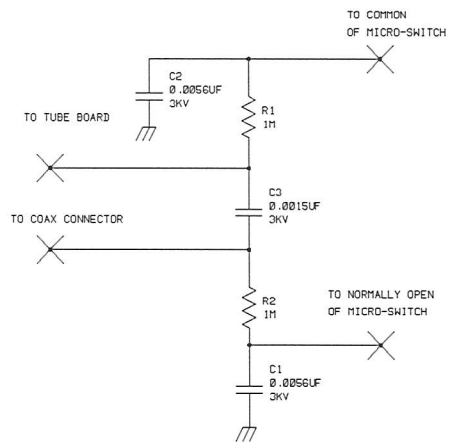 TO COMMON
OF MICRO-SWITCH
C2
0.0056UF
3KV
R1
1M
TO TUBE BOARD
C3
0.0015UF
3KV
TO COAX CONNECTOR
R2
1M
TO NORMALLY OPEN
OF MICRO-SWITCH
C1
0.0056UF
3KV